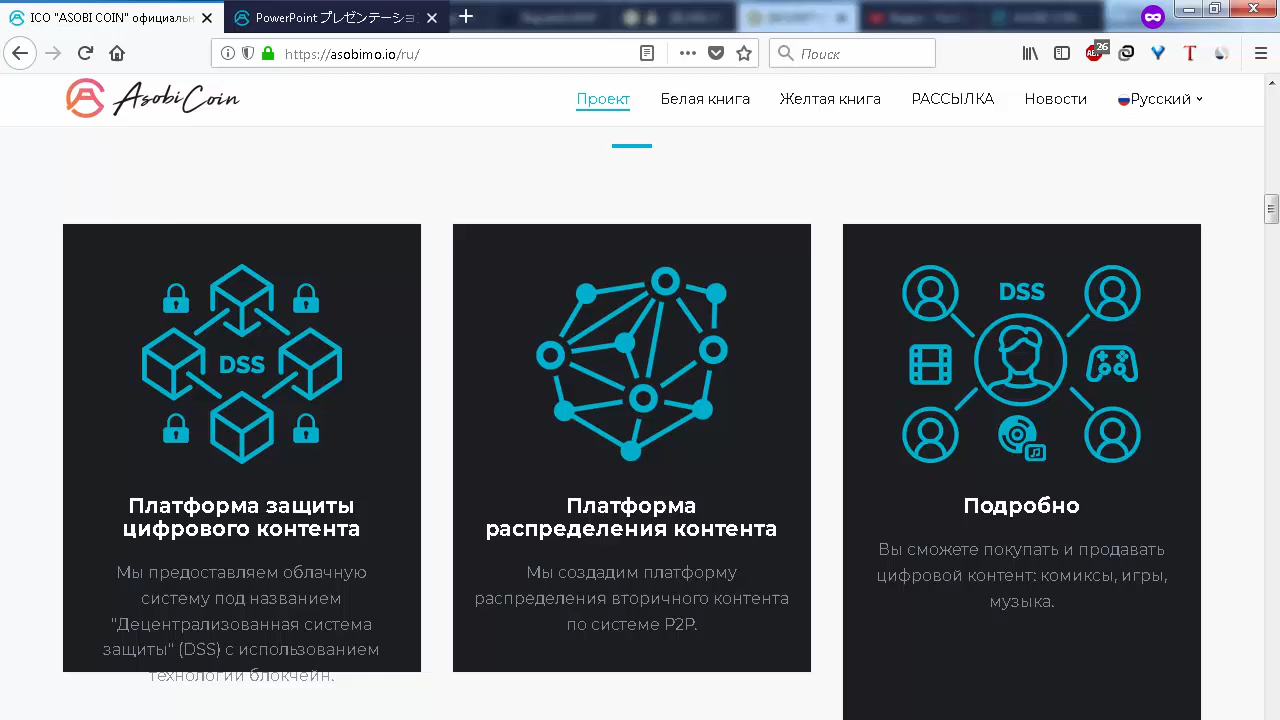 ICO "ASOBI COIN" официальн
PowerPoint プレゼンテーショ
https://asobimo.io/ru/
Поиск
26
AsobiCoin
Проект
Белая книга
Желтая книга
РАССЫЛКА
Новости
Русский
DSS
DSS
Платформа защиты
цифрового контента
Мы предоставляем облачную
систему под названием
"Децентрализованная система
защиты" (DSS) с использованием
технологии блокчейн.
Платформа
распределения контента
Мы создадим платформу
распределения вторичного контента
по системе P2P.
Подробно
Вы сможете покупать и продавать
цифровой контент: комиксы, игры,
музыка.